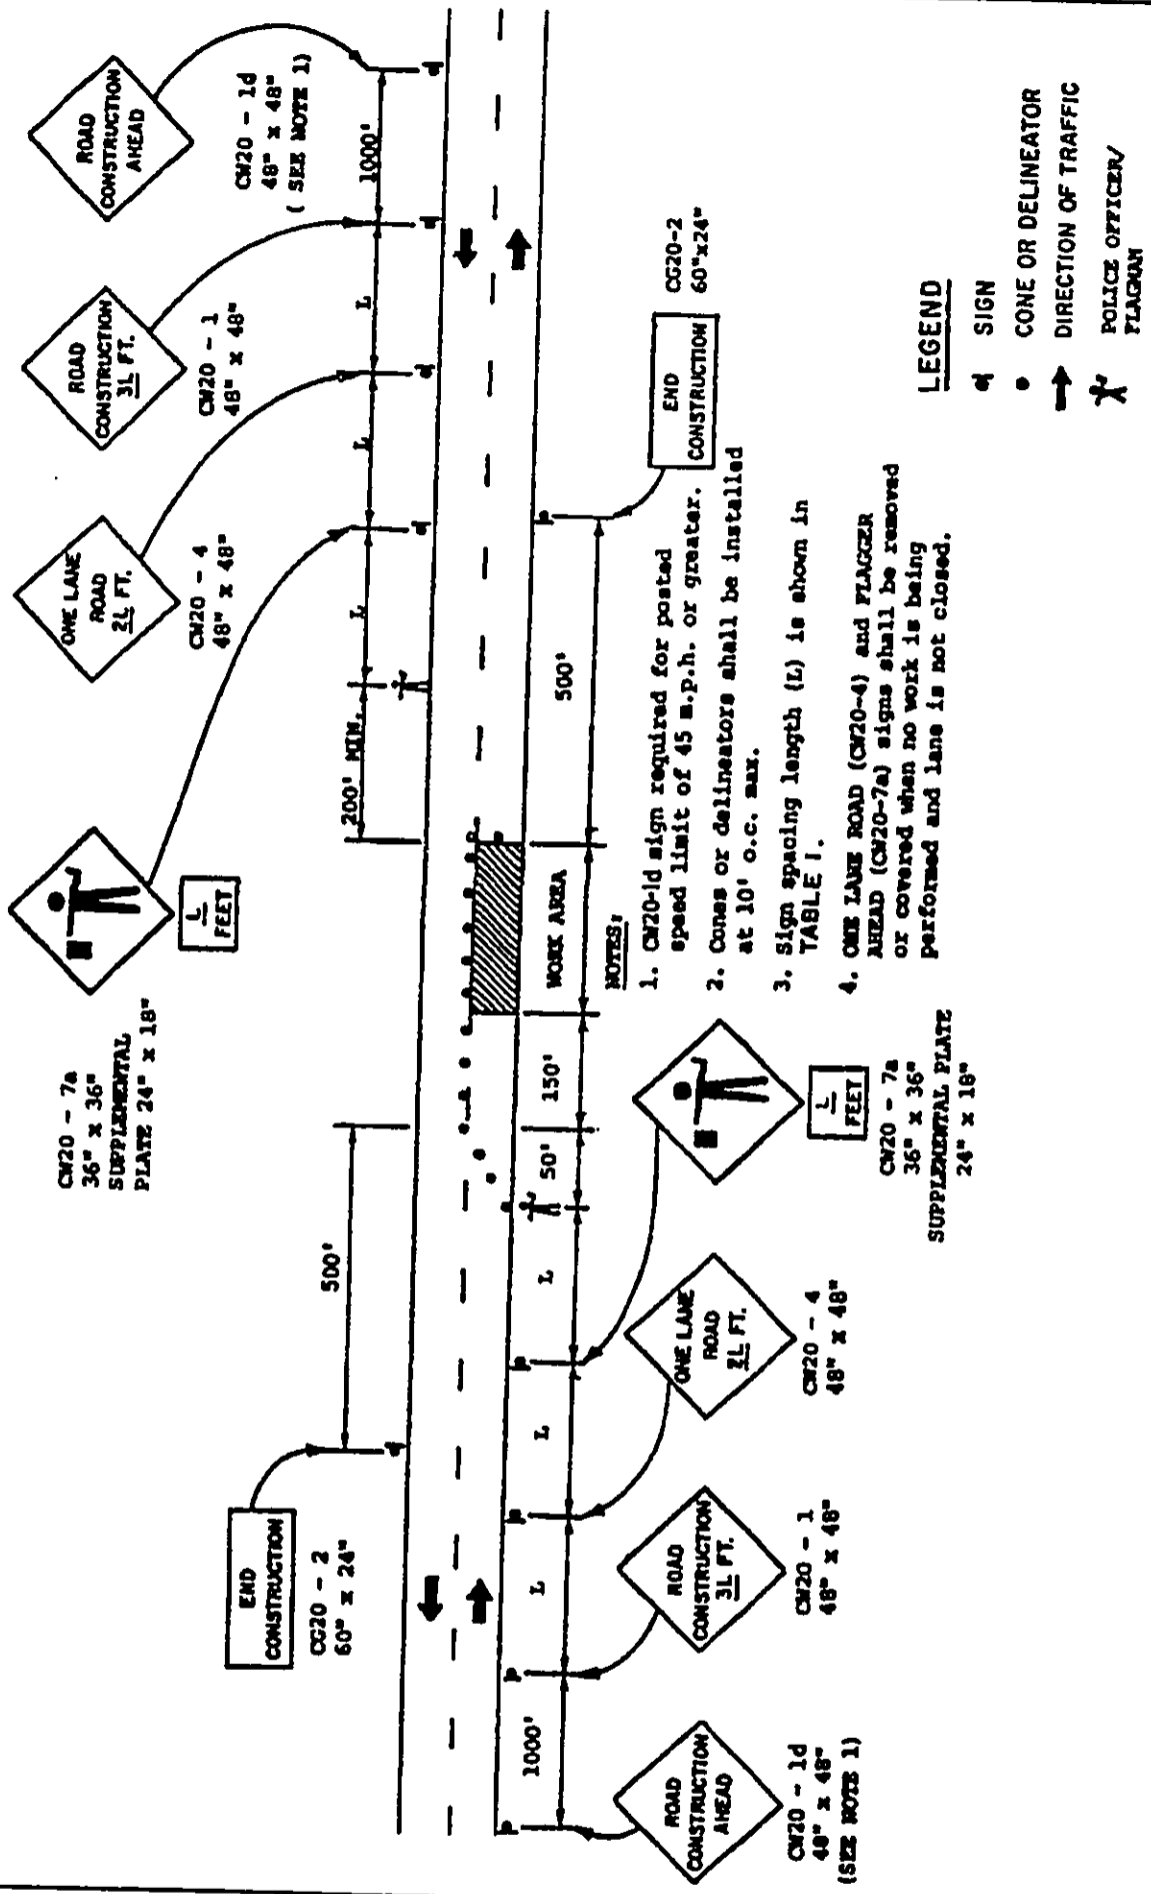 ROAD
CONSTRUCTION
AHEAD
CW20 - 1d
48" x 48"
( SEE NOTE 1)
1000'
ROAD
CONSTRUCTION
3L FT.
CW20 - 1
48" x 48"
L
ONE LANE
ROAD
2L FT.
CW20 - 4
48" x 48"
L
L
200' MIN.
L
FEET
CW20 - 7a
36" x 36"
SUPPLEMENTAL
PLATE 24" x 18"
500'
END
CONSTRUCTION
CG20 - 2
60" x 24"
1000'
L
L
L
50'
150'
WORK AREA
500'
ROAD
CONSTRUCTION
AHEAD
CW20 - 1d
48" x 48"
(SEE NOTE 1)
ROAD
CONSTRUCTION
3L FT.
CW20 - 1
48" x 48"
ONE LANE
ROAD
2L FT.
CW20 - 4
48" x 48"
L
FEET
CW20 - 7a
36" x 36"
SUPPLEMENTAL PLATE
24" x 18"
END
CONSTRUCTION
CG20-2
60"x24"
NOTES:
1. CW20-1d sign required for posted
speed limit of 45 m.p.h. or greater.
2. Cones or delineators shall be installed
at 10' o.c. max.
3. Sign spacing length (L) is shown in
TABLE 1.
4. ONE LANE ROAD (CW20-4) and FLAGGER
AHEAD (CW20-7a) signs shall be removed
or covered when no work is being
performed and lane is not closed.
LEGEND
SIGN
CONE OR DELINEATOR
DIRECTION OF TRAFFIC
POLICE OFFICER/
FLAGMAN